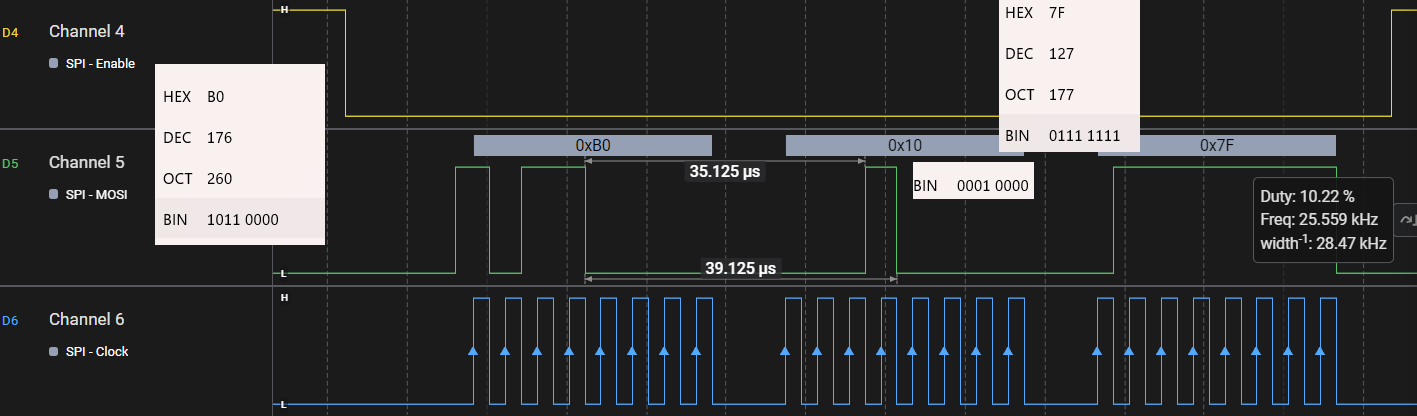 D4 Channel 4
SPI - Enable
H
HEX 7F
DEC 127
OCT 177
BIN 0111 1111
HEX B0
DEC 176
OCT 260
BIN 1011 0000
D5 Channel 5
SPI - MOSI
0xB0
0x10
0x7F
35.125 µs
BIN 0001 0000
Duty: 10.22 %
Freq: 25.559 kHz
width-1: 28.47 kHz
39.125 µs
L
D6 Channel 6
SPI - Clock
H
L